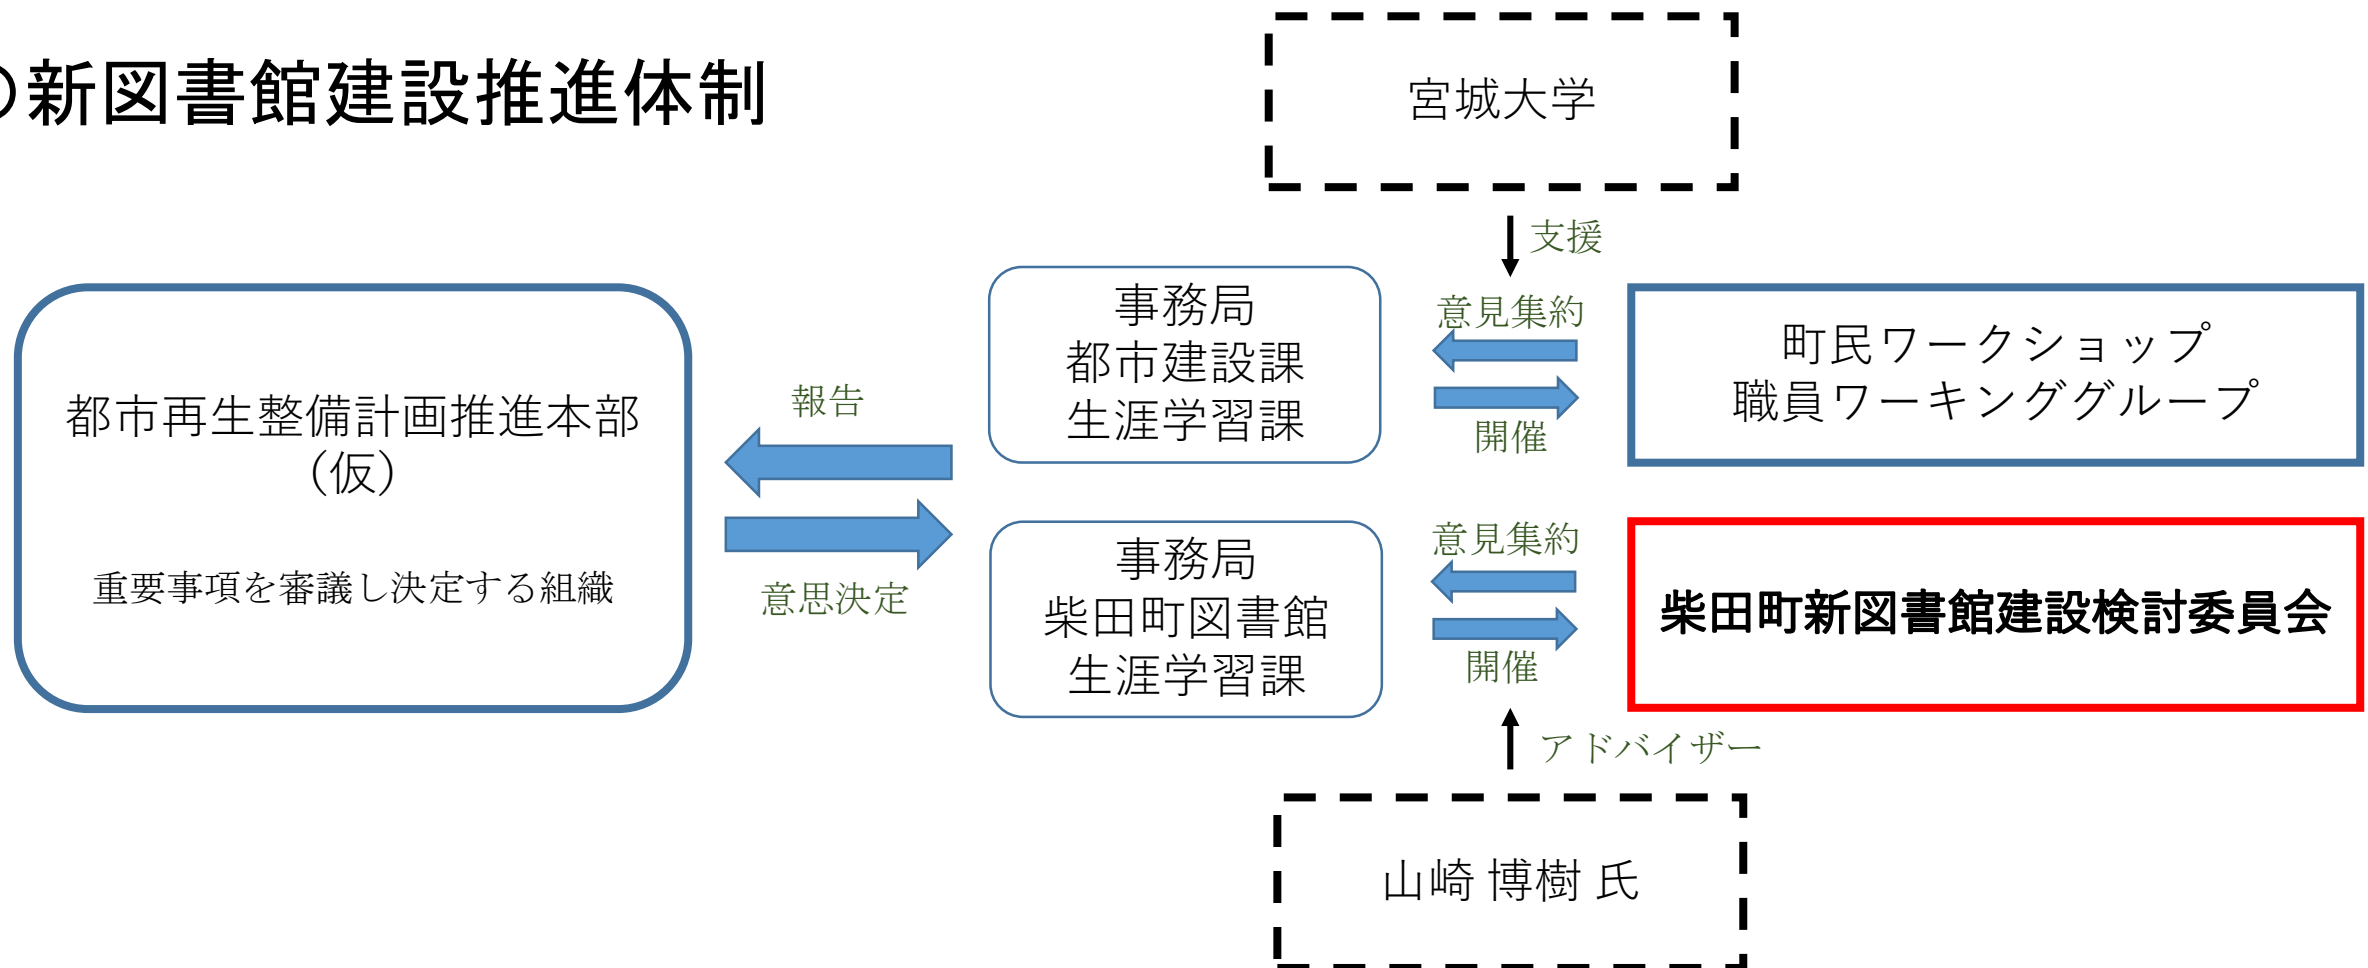 ○新図書館建設推進体制
宮城大学
支援
都市再生整備計画推進本部
（仮）
重要事項を審議し決定する組織
報告
意思決定
事務局
都市建設課
生涯学習課
意見集約
開催
町民ワークショップ
職員ワーキンググループ
事務局
柴田町図書館
生涯学習課
意見集約
開催
柴田町新図書館建設検討委員会
アドバイザー
山崎 博樹 氏